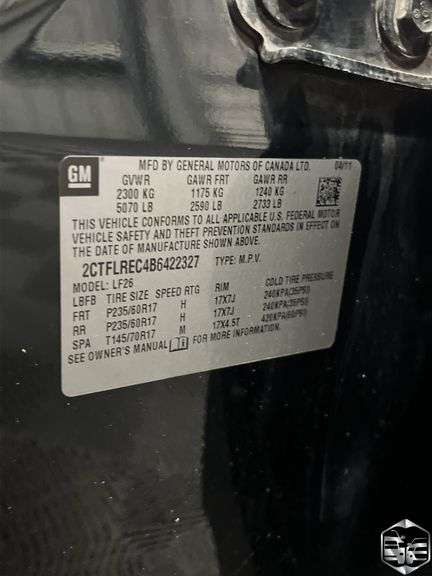 GM
MFD BY GENERAL MOTORS OF CANADA LTD. 04/11
GVWR GAWR FRT GAWR RR
2300 KG 1175 KG 1240 KG
5070 LB 2590 LB 2733 LB
THIS VEHICLE CONFORMS TO ALL APPLICABLE U.S. FEDERAL MOTOR
VEHICLE SAFETY AND THEFT PREVENTION STANDARDS IN EFFECT ON
THE DATE OF MANUFACTURE SHOWN ABOVE.
2CTFLREC4B6422327 TYPE: M.P.V.
MODEL: LF26
LBFB TIRE SIZE SPEED RTG RIM COLD TIRE PRESSURE
FRT P235/60R17 H 17X7J 240KPA(35PSI)
RR P235/60R17 H 17X7J 240KPA(35PSI)
SPA T145/70R17 M 17X4.5T 420KPA(60PSI)
SEE OWNER'S MANUAL